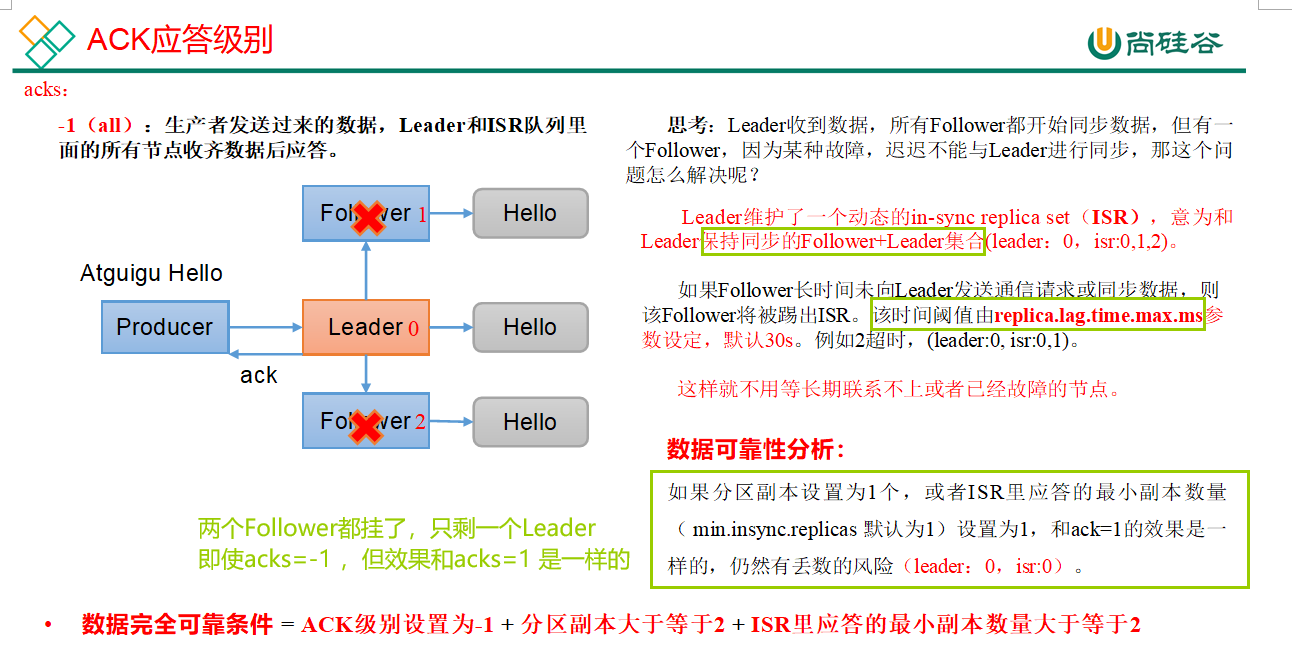 ACK应答级别
尚硅谷
acks：
-1（all）：生产者发送过来的数据，Leader和ISR队列里
面的所有节点收齐数据后应答。
Follower 1
Hello
Atguigu Hello
Producer
Leader 0
Hello
ack
Follower 2
Hello
两个Follower都挂了，只剩一个Leader
即使acks=-1 ，但效果和acks=1 是一样的
思考：Leader收到数据，所有Follower都开始同步数据，但有一
个Follower，因为某种故障，迟迟不能与Leader进行同步，那这个问
题怎么解决呢？
Leader维护了一个动态的in-sync replica set（ISR），意为和
Leader保持同步的Follower+Leader集合(leader：0，isr:0,1,2)。
如果Follower长时间未向Leader发送通信请求或同步数据，则
该Follower将被踢出ISR。该时间阈值由replica.lag.time.max.ms参
数设定，默认30s。例如2超时，(leader:0, isr:0,1)。
这样就不用等长期联系不上或者已经故障的节点。
数据可靠性分析：
如果分区副本设置为1个，或者ISR里应答的最小副本数量
（ min.insync.replicas 默认为1）设置为1，和ack=1的效果是一
样的，仍然有丢数的风险（leader：0，isr:0）。
• 数据完全可靠条件 = ACK级别设置为-1 + 分区副本大于等于2 + ISR里应答的最小副本数量大于等于2